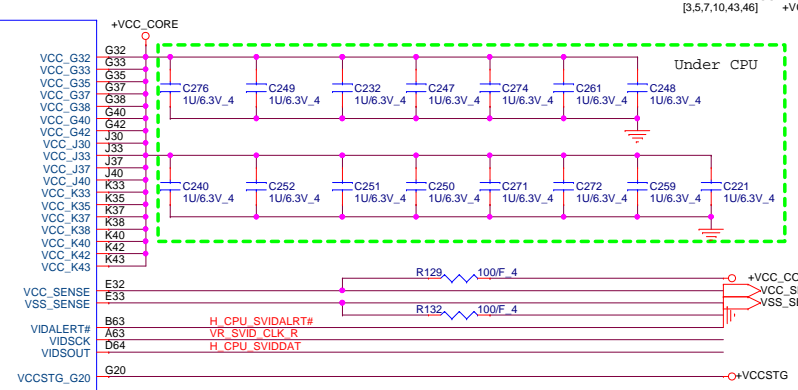 [3,5,7,10,43,46] +VC
+VCC_CORE
Under CPU
VCC_G32 G32
VCC_G33 G33
VCC_G35 G35
VCC_G37 G37
VCC_G38 G38
VCC_G40 G40
VCC_G42 G42
VCC_J30 J30
VCC_J33 J33
VCC_J37 J37
VCC_J40 J40
VCC_K33 K33
VCC_K35 K35
VCC_K37 K37
VCC_K38 K38
VCC_K40 K40
VCC_K42 K42
VCC_K43 K43
C276 C249 C232 C247 C274 C261 C248
1U/6.3V_4 1U/6.3V_4 1U/6.3V_4 1U/6.3V_4 1U/6.3V_4 1U/6.3V_4 1U/6.3V_4
C240 C252 C251 C250 C271 C272 C259 C221
1U/6.3V_4 1U/6.3V_4 1U/6.3V_4 1U/6.3V_4 1U/6.3V_4 1U/6.3V_4 1U/6.3V_4 1U/6.3V_4
R129 100/F_4 +VCC_CO
VCC_SENSE E32 VCC_S
VSS_SENSE E33 VSS_S
R132 100/F_4
VIDALERT# B63 H_CPU_SVIDALRT#
VIDSCK A63 VR_SVID_CLK_R
VIDSOUT D64 H_CPU_SVIDDAT
VCCSTG_G20 G20 +VCCSTG